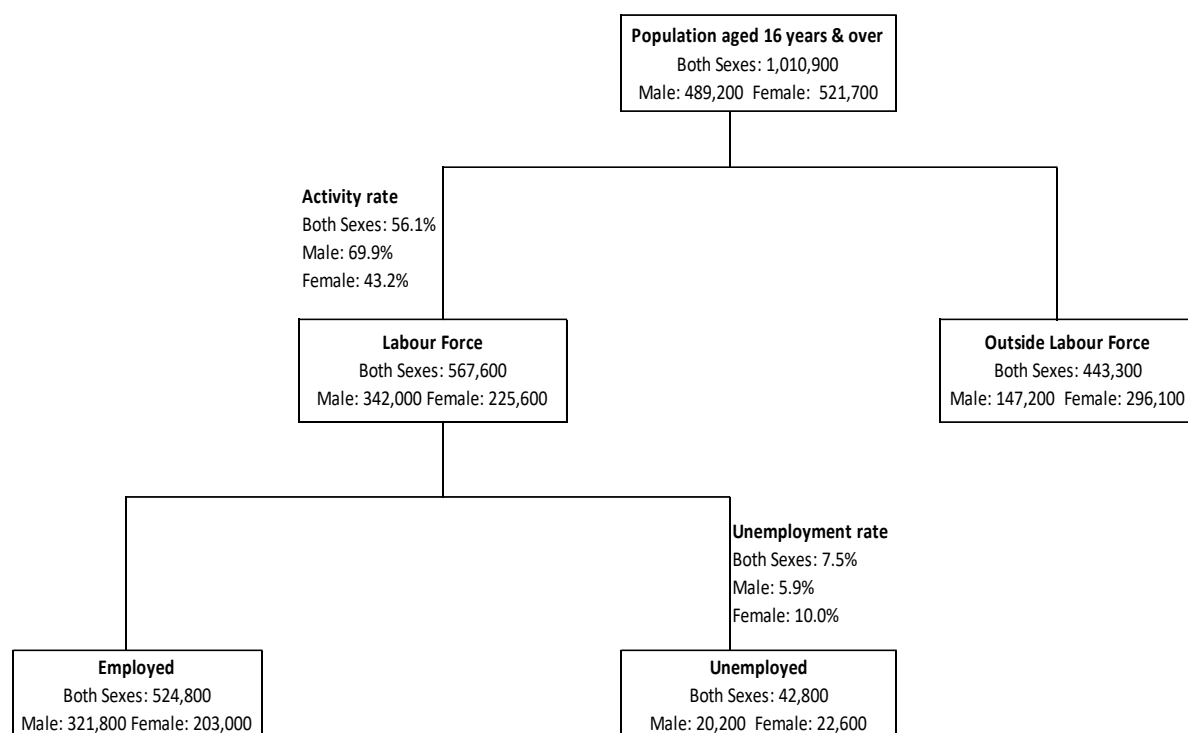 Population aged 16 years & over
Both Sexes: 1,010,900
Male: 489,200 Female: 521,700
Activity rate
Both Sexes: 56.1%
Male: 69.9%
Female: 43.2%
Labour Force
Both Sexes: 567,600
Male: 342,000 Female: 225,600
Outside Labour Force
Both Sexes: 443,300
Male: 147,200 Female: 296,100
Unemployment rate
Both Sexes: 7.5%
Male: 5.9%
Female: 10.0%
Employed
Both Sexes: 524,800
Male: 321,800 Female: 203,000
Unemployed
Both Sexes: 42,800
Male: 20,200 Female: 22,600